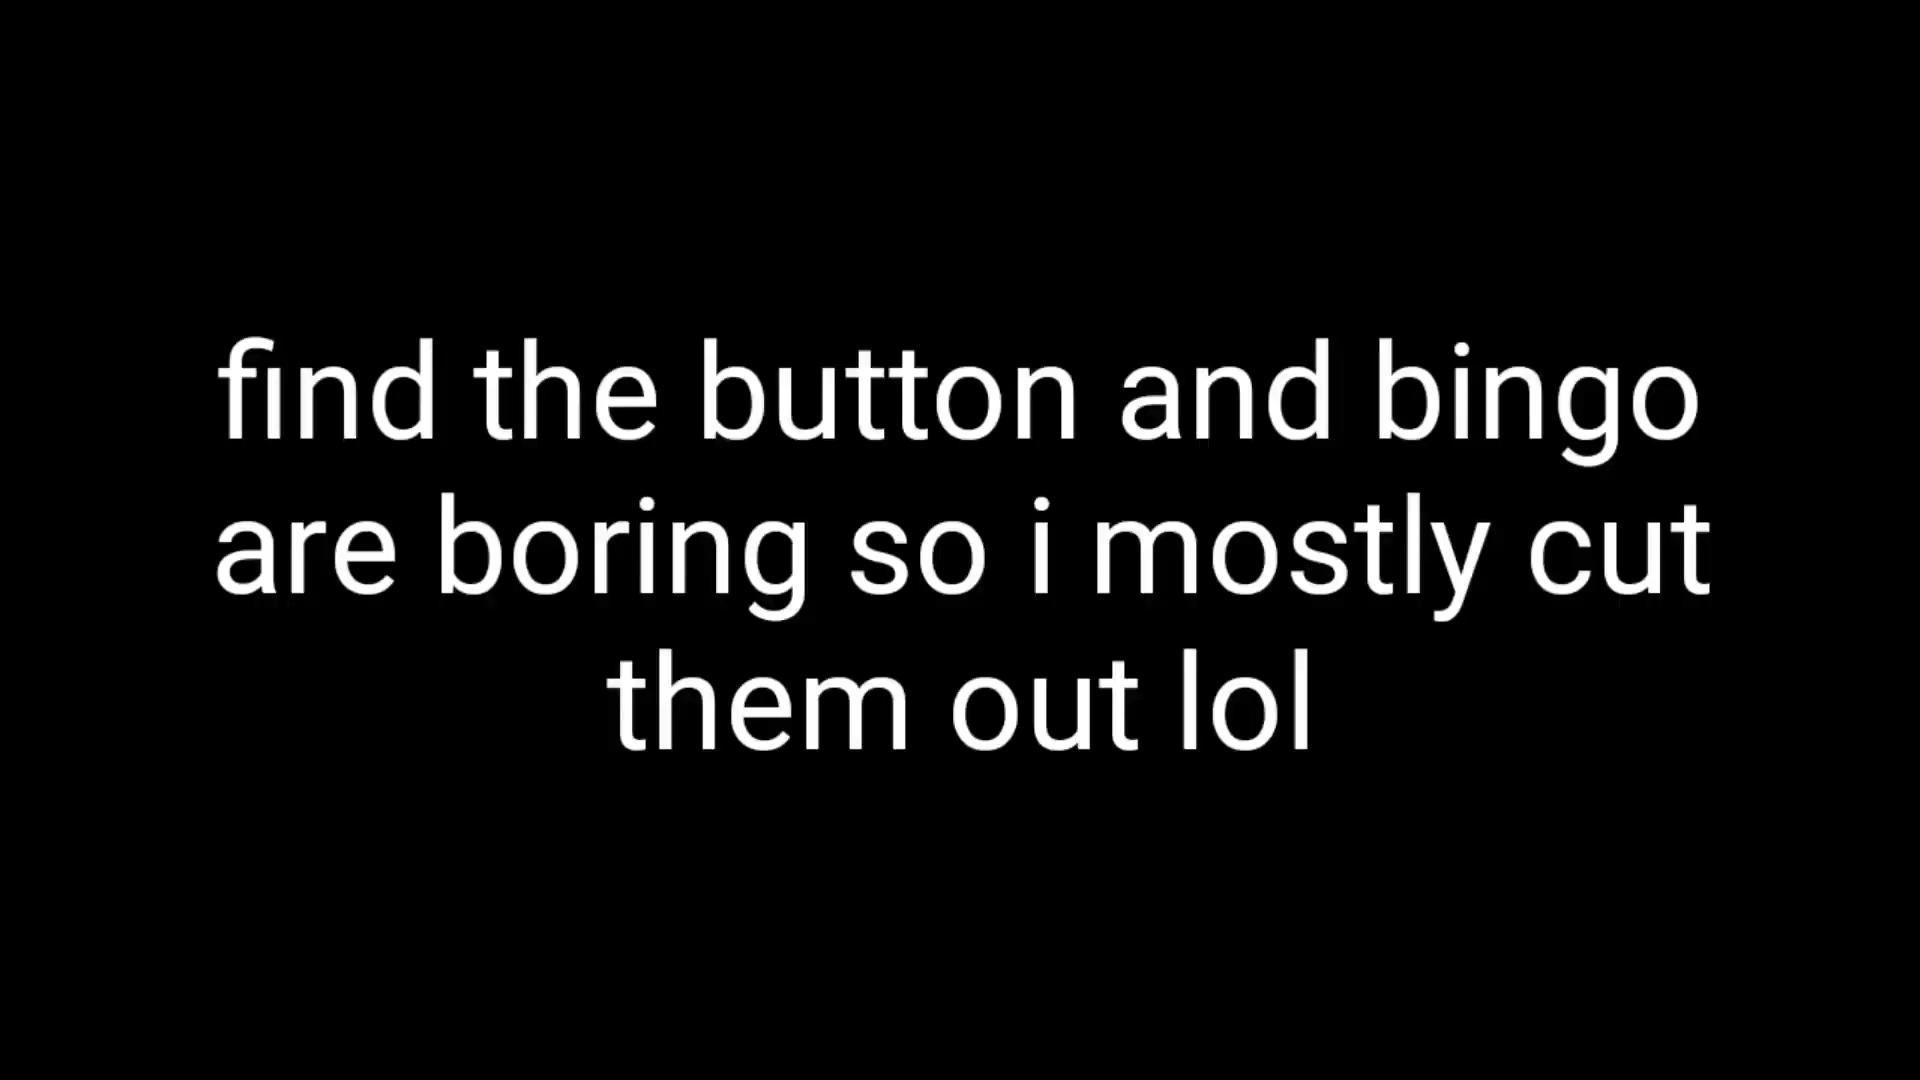 find the button and bingo
are boring so i mostly cut
them out lol